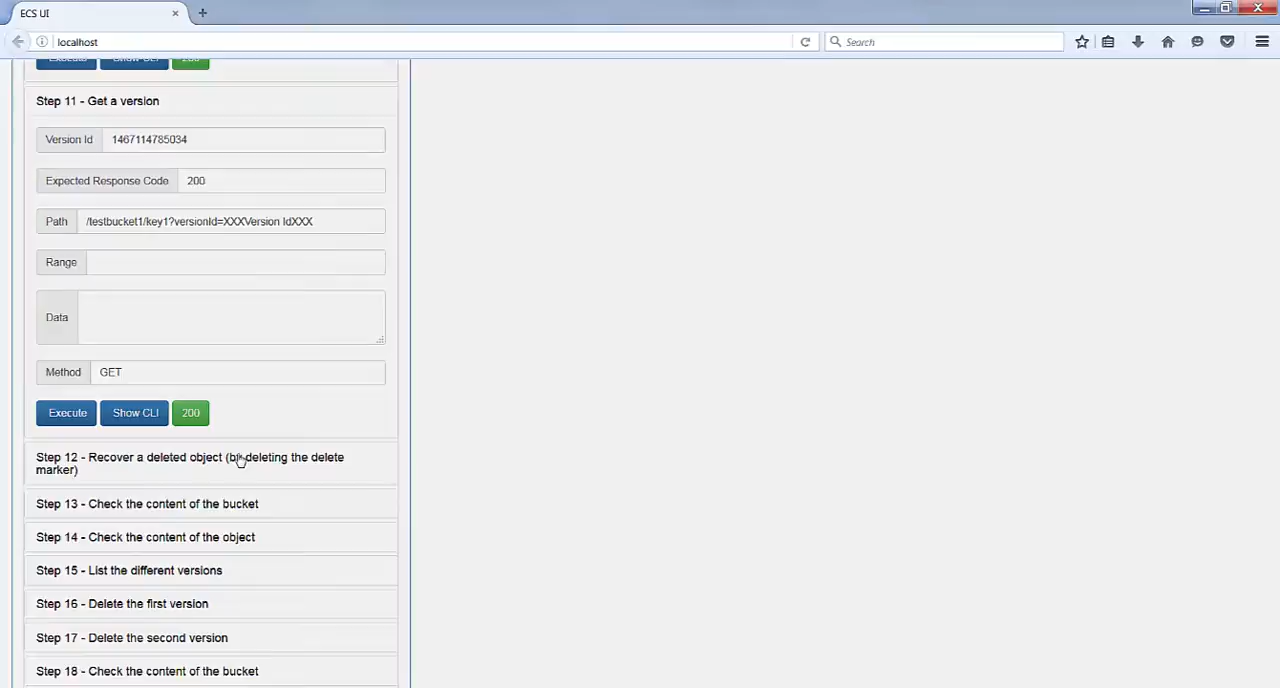 ECS UI
localhost
Search
Execute Show CLI 200
Step 11 - Get a version
Version Id 1467114785034
Expected Response Code 200
Path /testbucket1/key1?versionId=XXXVersion IdXXX
Range
Data
Method GET
Execute Show CLI 200
Step 12 - Recover a deleted object (by deleting the delete
marker)
Step 13 - Check the content of the bucket
Step 14 - Check the content of the object
Step 15 - List the different versions
Step 16 - Delete the first version
Step 17 - Delete the second version
Step 18 - Check the content of the bucket